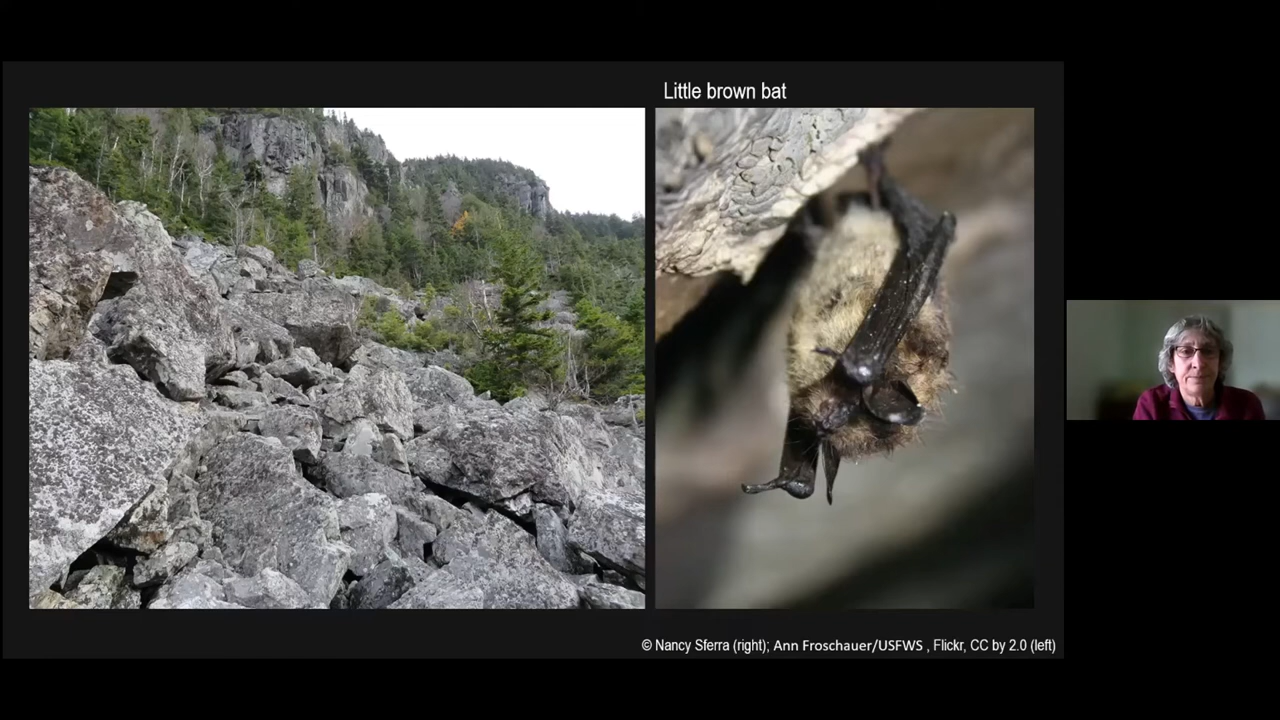 Little brown bat
© Nancy Sferra (right); Ann Froschauer/USFWS , Flickr, CC by 2.0 (left)